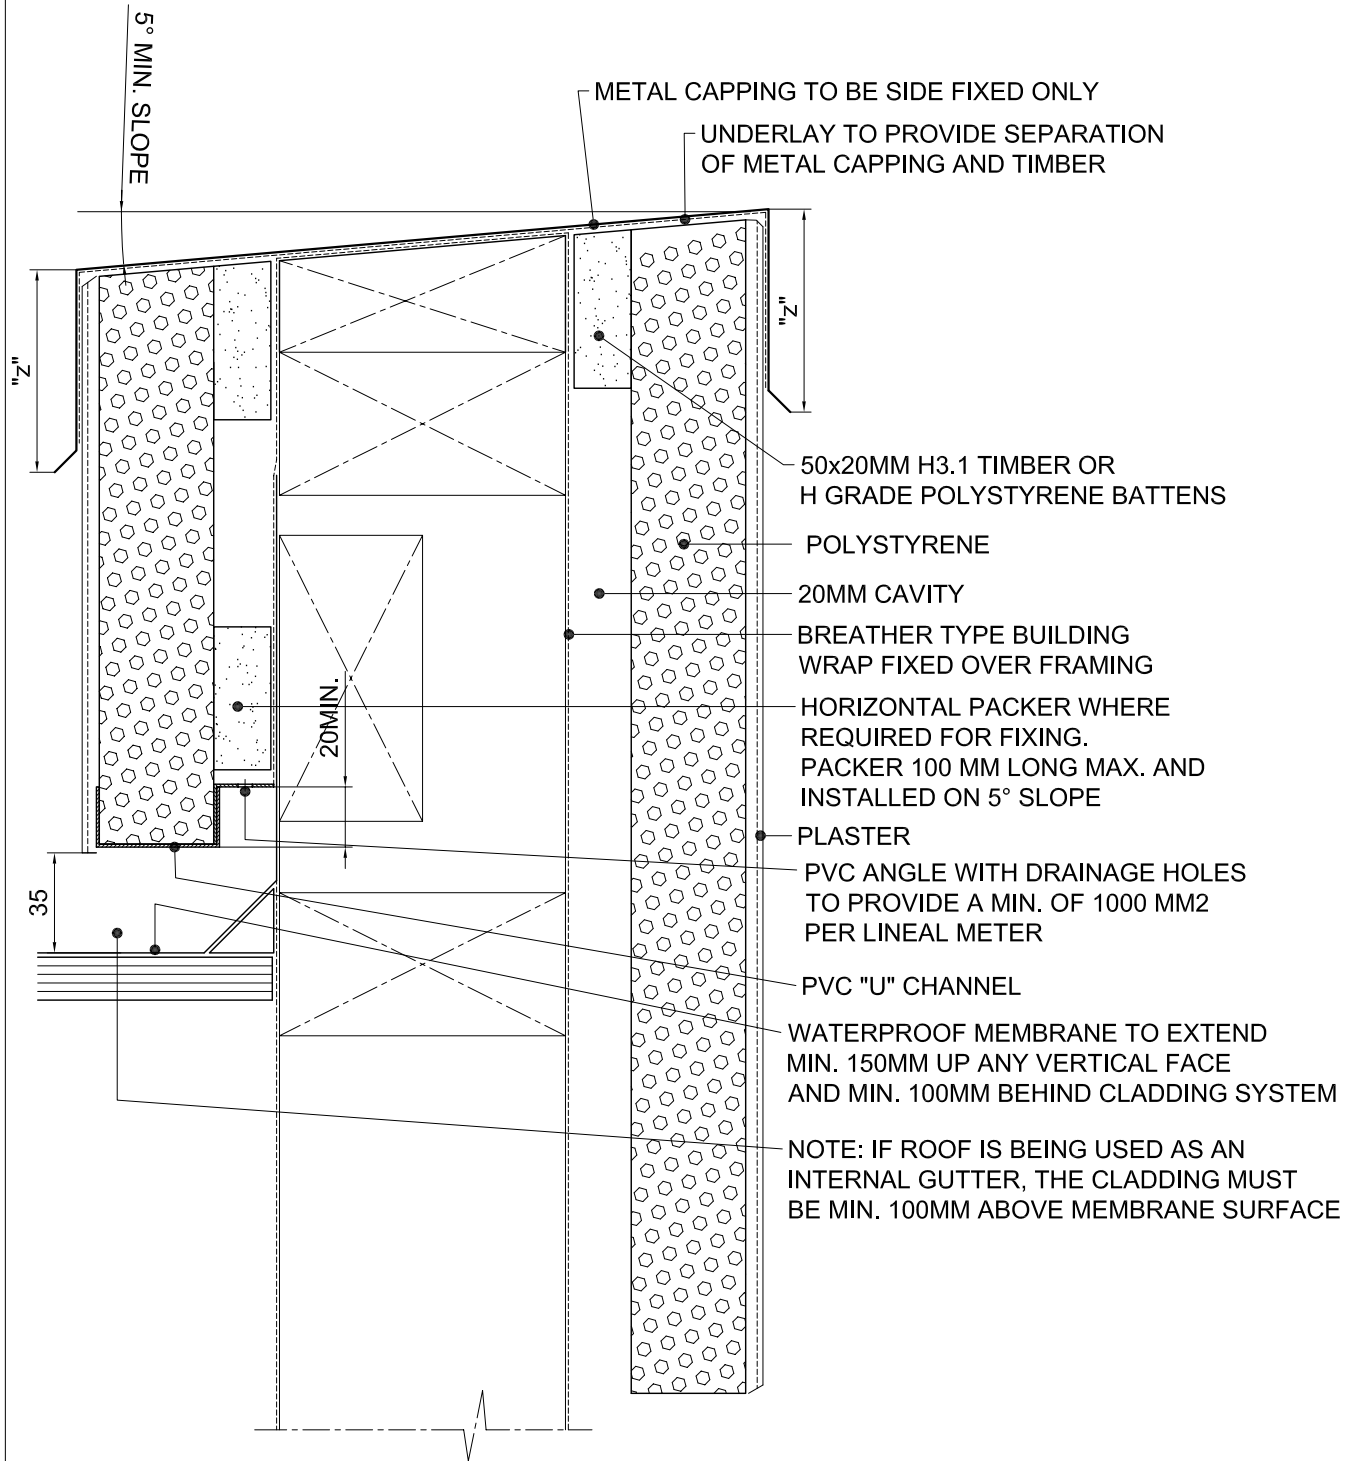 5° MIN. SLOPE
METAL CAPPING TO BE SIDE FIXED ONLY
UNDERLAY TO PROVIDE SEPARATION
OF METAL CAPPING AND TIMBER
"Z"
"Z"
50x20MM H3.1 TIMBER OR
H GRADE POLYSTYRENE BATTENS
POLYSTYRENE
20MM CAVITY
BREATHER TYPE BUILDING
WRAP FIXED OVER FRAMING
20MIN.
HORIZONTAL PACKER WHERE
REQUIRED FOR FIXING.
PACKER 100 MM LONG MAX. AND
INSTALLED ON 5° SLOPE
PLASTER
35
PVC ANGLE WITH DRAINAGE HOLES
TO PROVIDE A MIN. OF 1000 MM2
PER LINEAL METER
PVC "U" CHANNEL
WATERPROOF MEMBRANE TO EXTEND
MIN. 150MM UP ANY VERTICAL FACE
AND MIN. 100MM BEHIND CLADDING SYSTEM
NOTE: IF ROOF IS BEING USED AS AN
INTERNAL GUTTER, THE CLADDING MUST
BE MIN. 100MM ABOVE MEMBRANE SURFACE